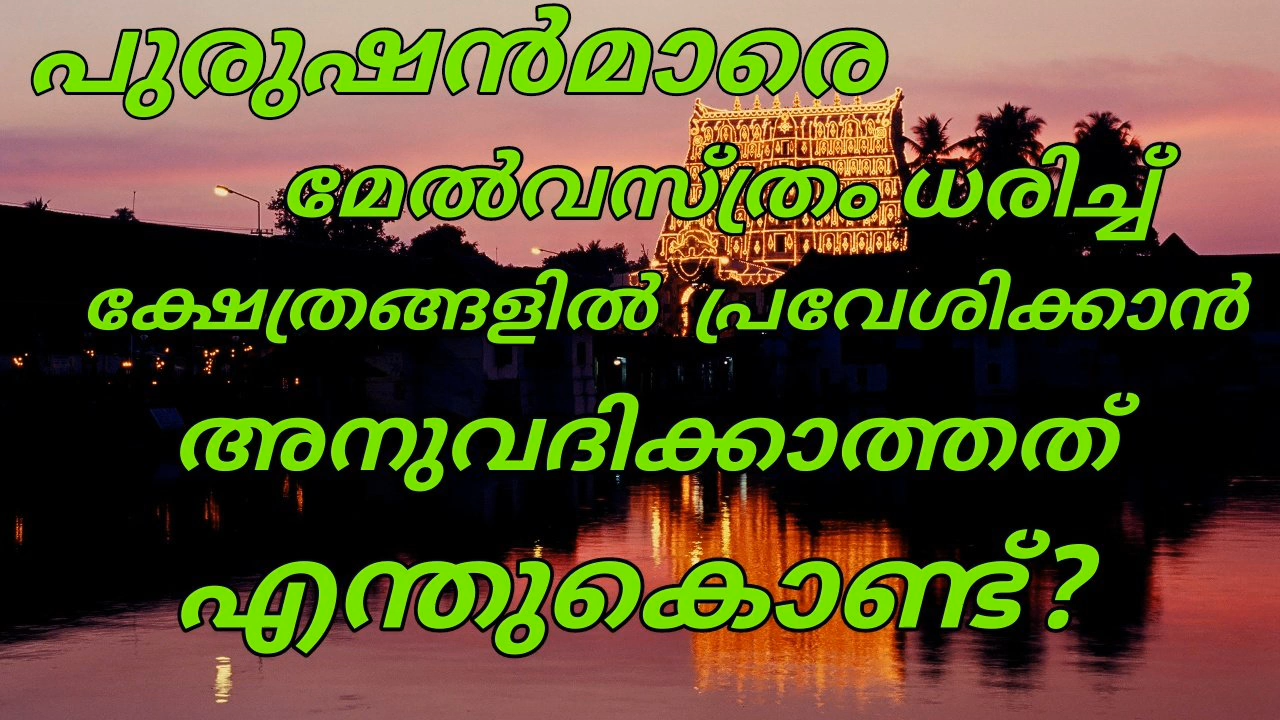 പുരുഷൻമാരെ
മേൽവസ്ത്രം ധരിച്ച്
ക്ഷേത്രങ്ങളിൽ പ്രവേശിക്കാൻ
അനുവദിക്കാത്തത്
എന്തുകൊണ്ട്?